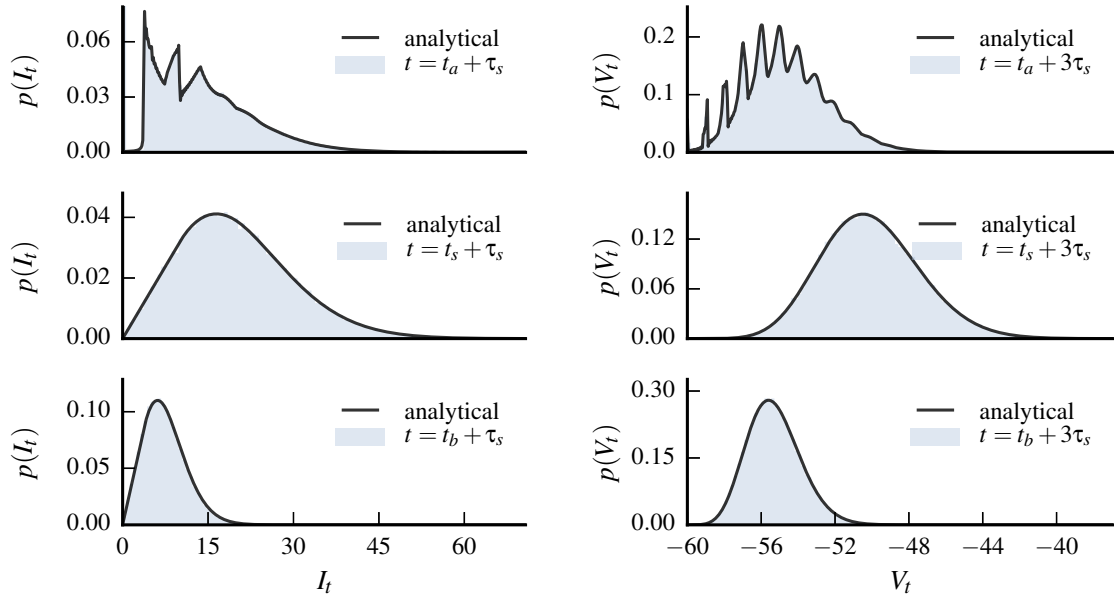 p(I_t)
0.06
0.03
0.00
analytical
t = t_a + τ_s
p(V_t)
0.2
0.1
0.0
analytical
t = t_a + 3τ_s
p(I_t)
0.04
0.02
0.00
analytical
t = t_s + τ_s
p(V_t)
0.12
0.06
0.00
analytical
t = t_s + 3τ_s
p(I_t)
0.10
0.05
0.00
analytical
t = t_b + τ_s
0 15 30 45 60
I_t
p(V_t)
0.30
0.15
0.00
analytical
t = t_b + 3τ_s
−60 −56 −52 −48 −44 −40
V_t